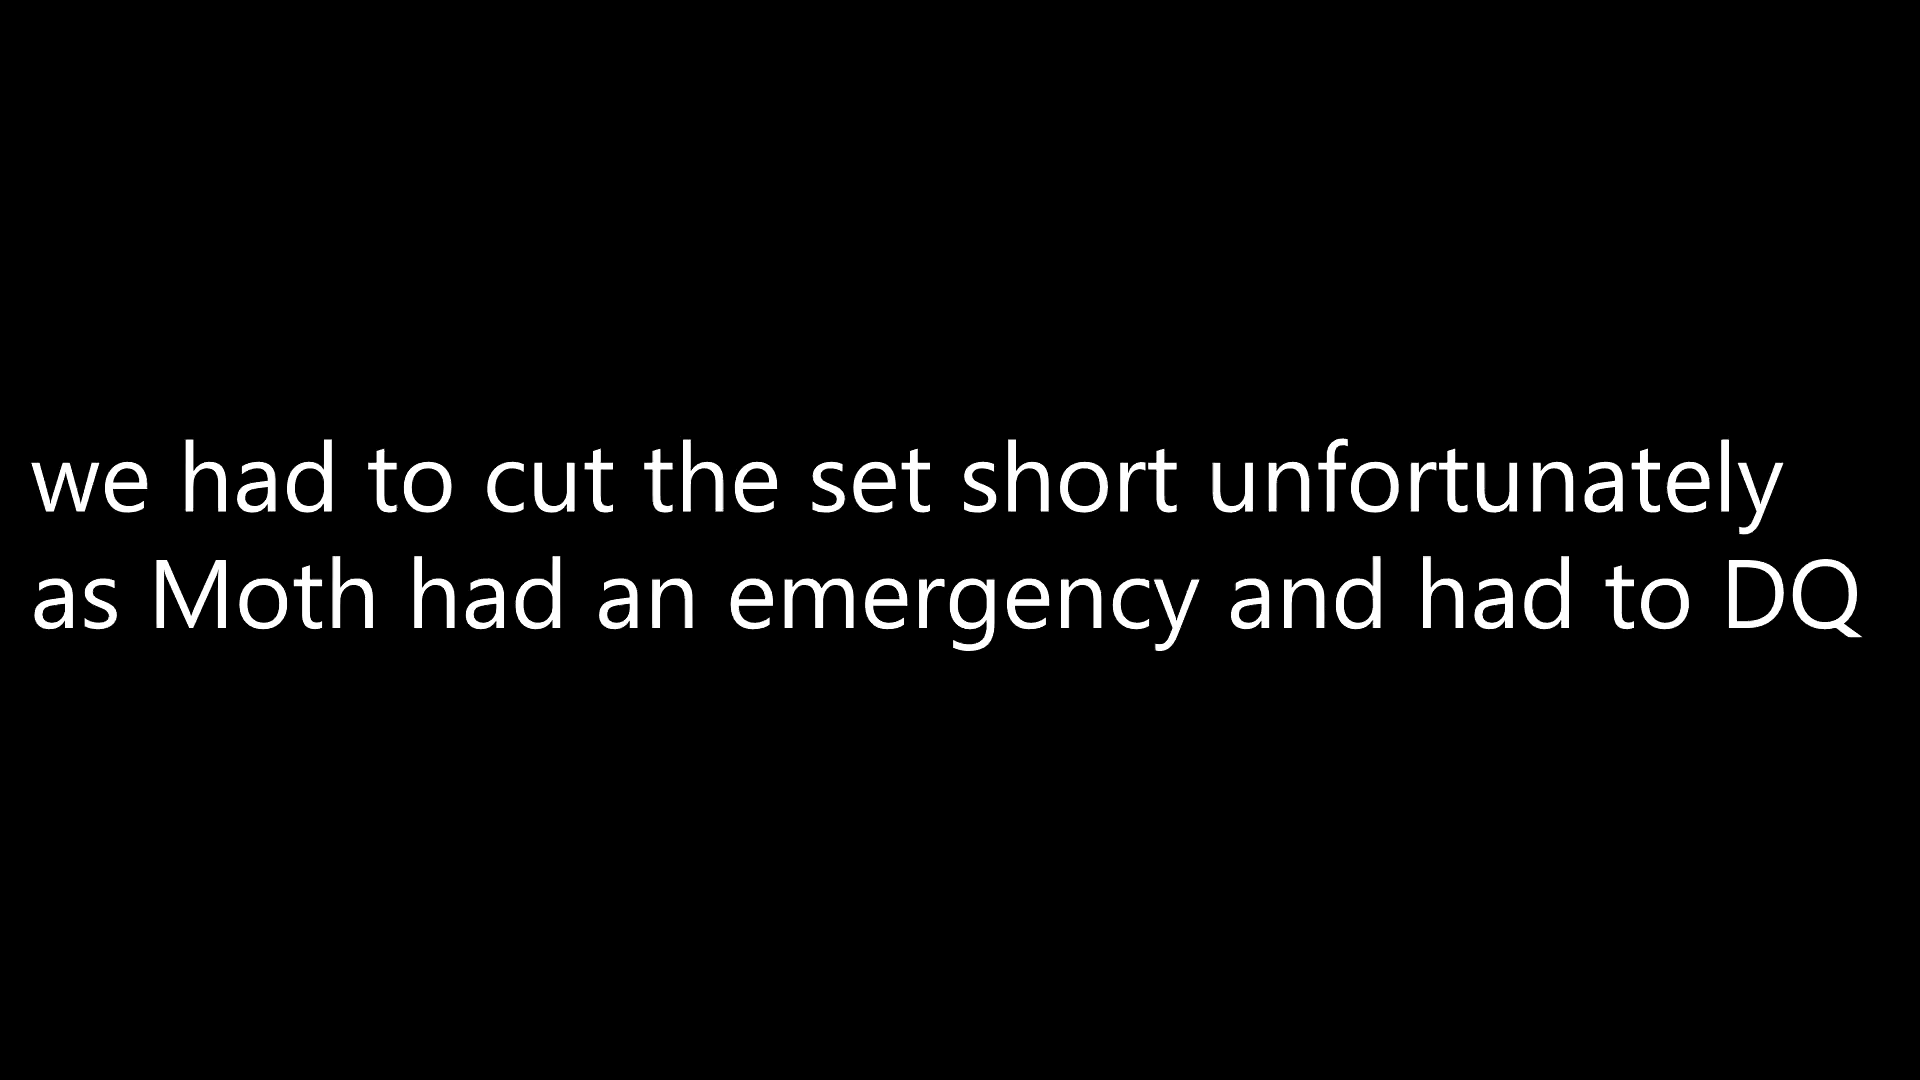 we had to cut the set short unfortunately
as Moth had an emergency and had to DQ